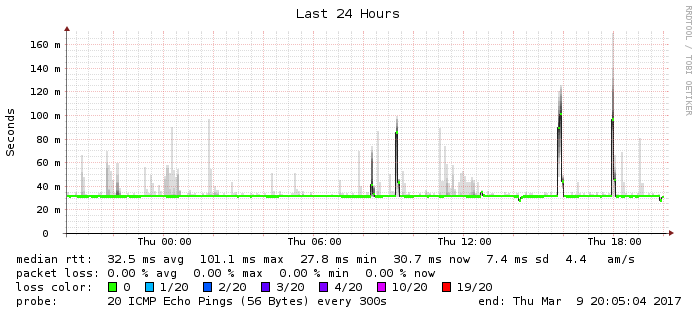 Last 24 Hours
RRDTOOL / TOBI OETIKER
Seconds
160 m
140 m
120 m
100 m
80 m
60 m
40 m
20 m
0
Thu 00:00 Thu 06:00 Thu 12:00 Thu 18:00
median rtt: 32.5 ms avg 101.1 ms max 27.8 ms min 30.7 ms now 7.4 ms sd 4.4 am/s
packet loss: 0.00 % avg 0.00 % max 0.00 % min 0.00 % now
loss color: 0 1/20 2/20 3/20 4/20 10/20 19/20
probe: 20 ICMP Echo Pings (56 Bytes) every 300s end: Thu Mar 9 20:05:04 2017